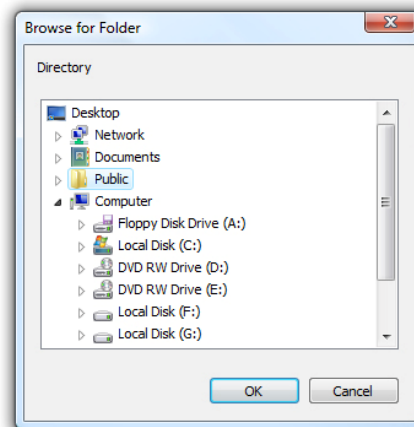 Browse for Folder
Directory
Desktop
Network
Documents
Public
Computer
Floppy Disk Drive (A:)
Local Disk (C:)
DVD RW Drive (D:)
DVD RW Drive (E:)
Local Disk (F:)
Local Disk (G:)
OK Cancel